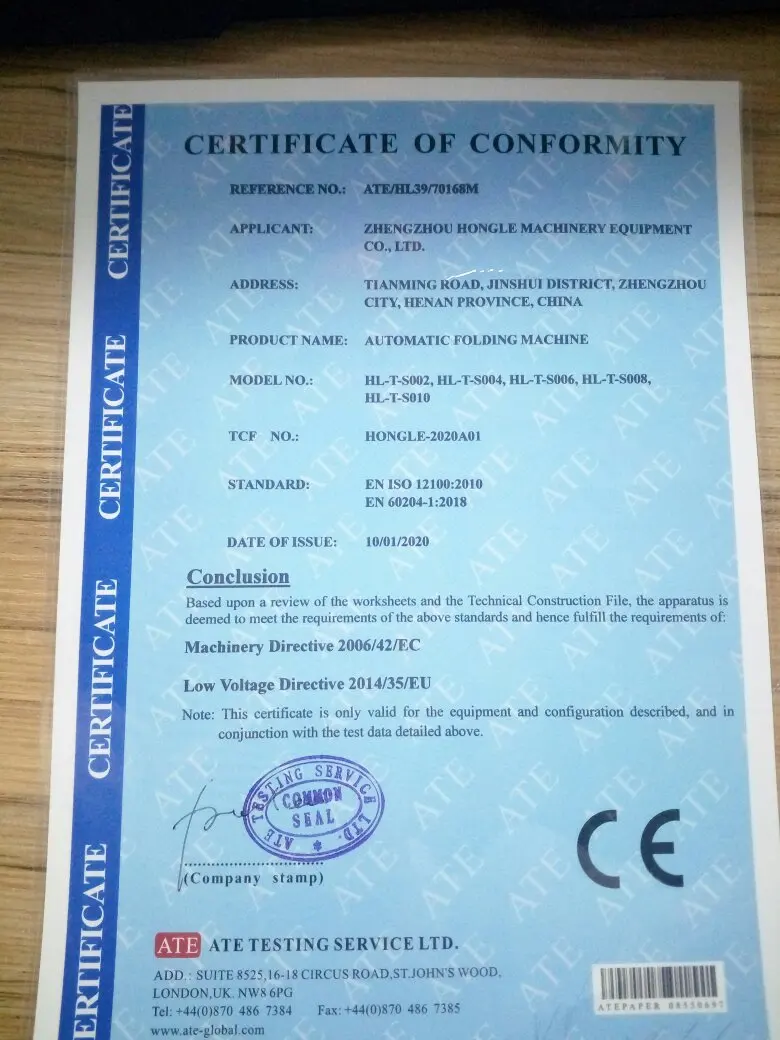 CERTIFICATE OF CONFORMITY
REFERENCE NO.: ATE/HL39/70168M
APPLICANT: ZHENGZHOU HONGLE MACHINERY EQUIPMENT
CO., LTD.
ADDRESS: TIANMING ROAD, JINSHUI DISTRICT, ZHENGZHOU
CITY, HENAN PROVINCE, CHINA
PRODUCT NAME: AUTOMATIC FOLDING MACHINE
MODEL NO.: HL-T-S002, HL-T-S004, HL-T-S006, HL-T-S008,
HL-T-S010
TCF NO.: HONGLE-2020A01
STANDARD: EN ISO 12100:2010
EN 60204-1:2018
DATE OF ISSUE: 10/01/2020
Conclusion
Based upon a review of the worksheets and the Technical Construction File, the apparatus is
deemed to meet the requirements of the above standards and hence fulfill the requirements of:
Machinery Directive 2006/42/EC
Low Voltage Directive 2014/35/EU
Note: This certificate is only valid for the equipment and configuration described, and in
conjunction with the test data detailed above.
ATE TESTING SERVICE LTD.
COMMON
SEAL
(Company stamp)
CE
ATE ATE TESTING SERVICE LTD.
ADD.: SUITE 8525,16-18 CIRCUS ROAD,ST.JOHN'S WOOD,
LONDON,UK. NW8 6PG
Tel: +44(0)870 486 7384 Fax: +44(0)870 486 7385
www.ate-global.com
ATEPAPER
CERTIFICATE
CERTIFICATE
CERTIFICATE
CERTIFICATE